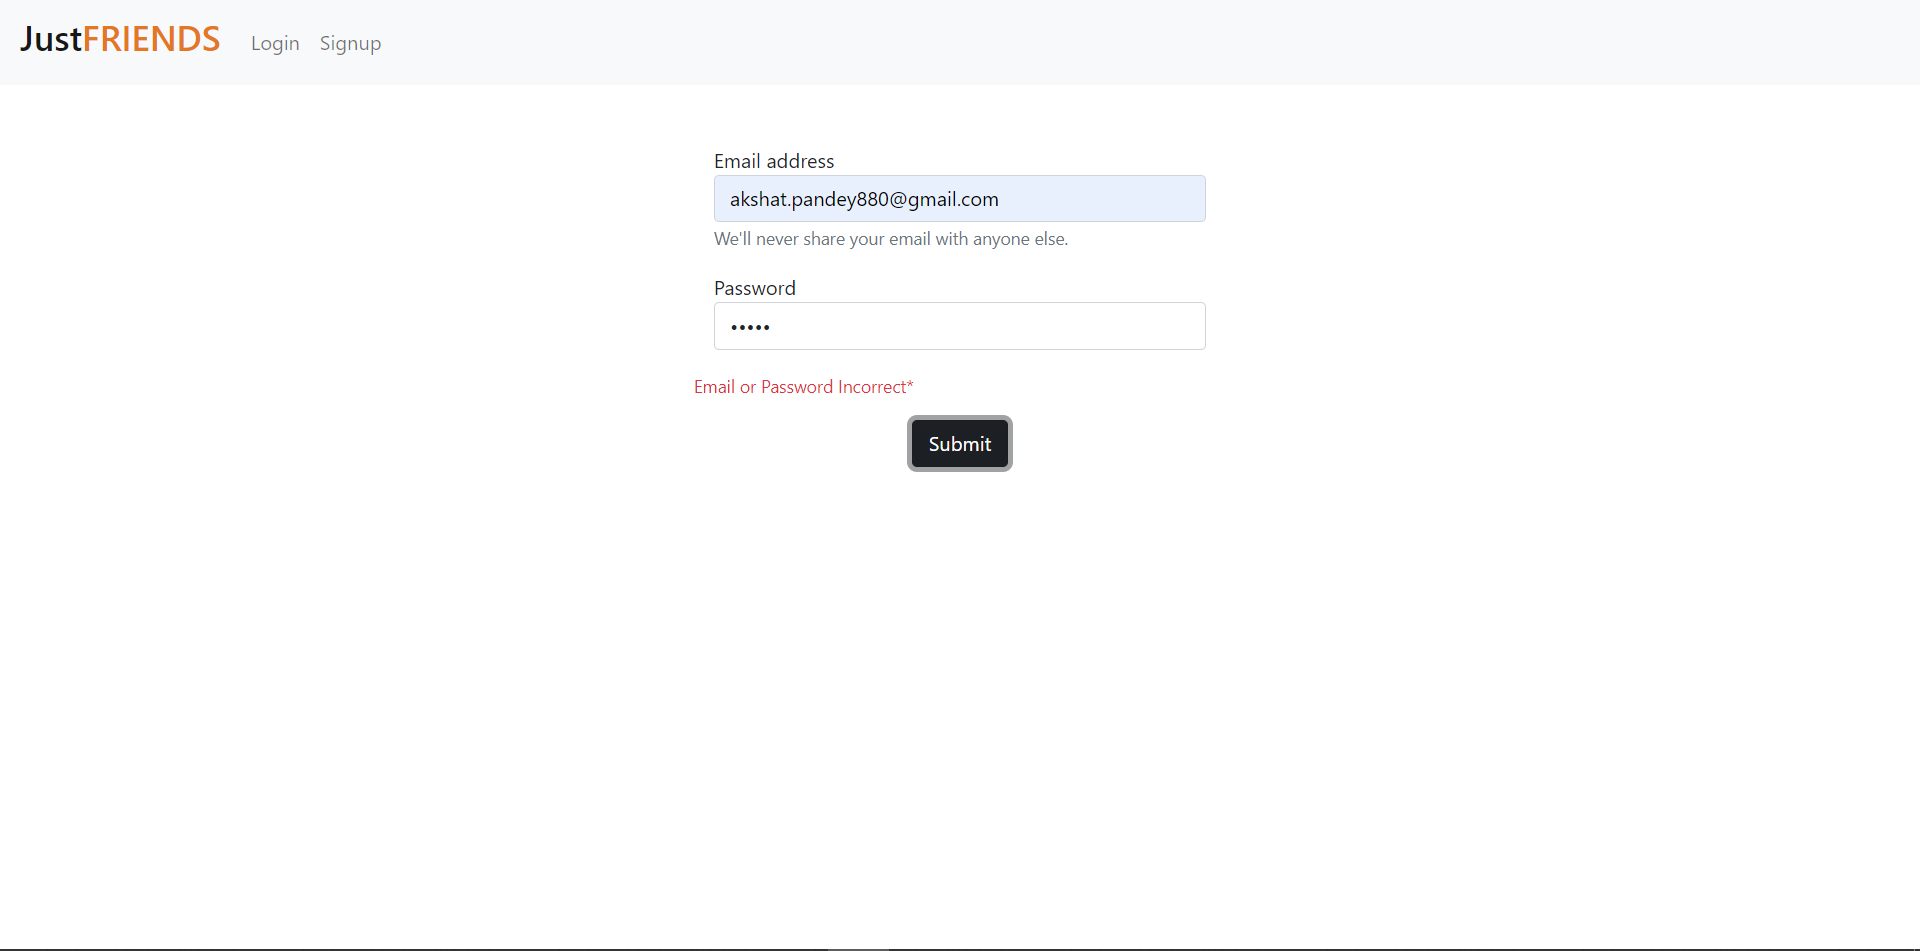 JustFRIENDS Login Signup
Email address
akshat.pandey880@gmail.com
We'll never share your email with anyone else.
Password
•••••
Email or Password Incorrect*
Submit